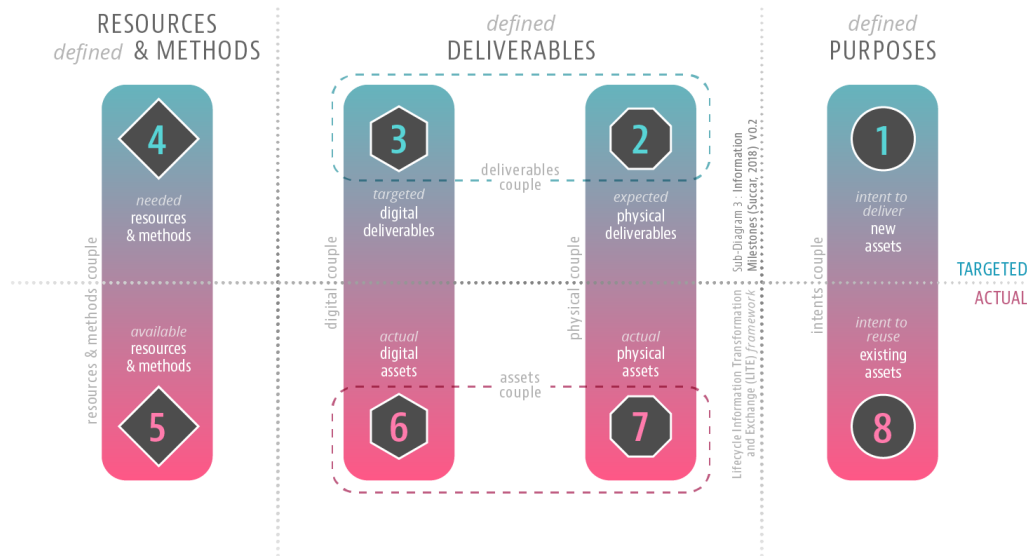 RESOURCES
defined & METHODS
defined
DELIVERABLES
defined
PURPOSES
4
needed
resources
& methods
resources & methods couple
available
resources
& methods
5
3
targeted
digital
deliverables
digital couple
actual
digital
assets
6
deliverables
couple
assets
couple
2
expected
physical
deliverables
physical couple
actual
physical
assets
7
Sub-Diagram 3 : Information
Milestones (Succar, 2018) v0.2
Lifecycle Information Transformation
and Exchange (LITE) framework
1
intent to
deliver
new
assets
intents couple
intent to
reuse
existing
assets
8
TARGETED
ACTUAL